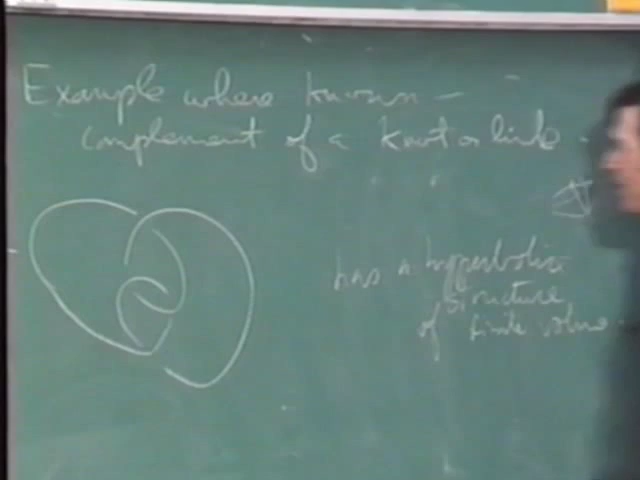 Example where known —
complement of a knot or link -
has a hyperbolic
structure
of finite volume.